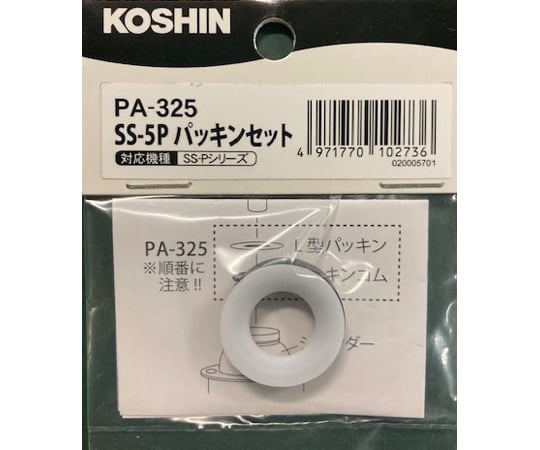 KOSHIN
PA-325
SS-5P パッキンセット
対応機種 SS-Pシリーズ
4 971770 102736
020005701
PA-325
※順番に
注意!!
L型パッキン
キンゴム
シ ダー